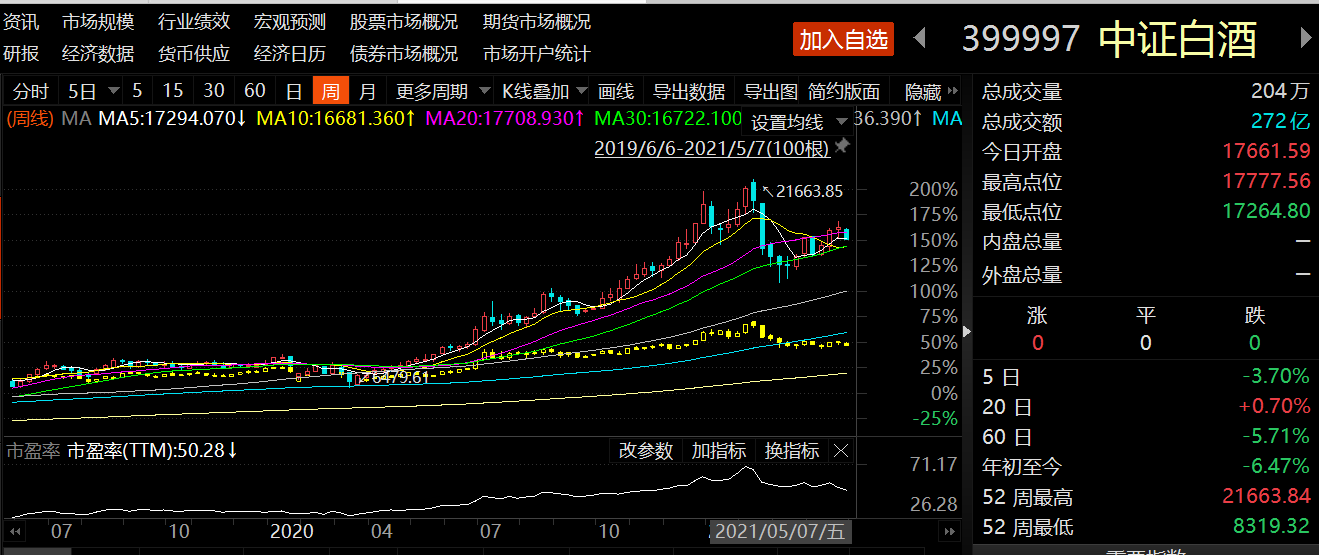 资讯 市场规模 行业绩效 宏观预测 股票市场概况 期货市场概况
研报 经济数据 货币供应 经济日历 债券市场概况 市场开户统计
加入自选 399997 中证白酒
分时 5日 5 15 30 60 日 周 月 更多周期 K线叠加 画线 导出数据 导出图 简约版面 隐藏
(周线) MA MA5:17294.070↓ MA10:16681.360↑ MA20:17708.930↑ MA30:16722.100 设置均线 36.390↑ MA
2019/6/6-2021/5/7(100根)
21663.85
6479.61
200%
175%
150%
125%
100%
75%
50%
25%
0%
-25%
市盈率 市盈率(TTM):50.28↓ 改参数 加指标 换指标
71.17
26.28
07 10 2020 04 07 10 2021/05/07/五
总成交量 204万
总成交额 272亿
今日开盘 17661.59
最高点位 17777.56
最低点位 17264.80
内盘总量 —
外盘总量 —
涨 平 跌
0 0 0
5 日 -3.70%
20 日 +0.70%
60 日 -5.71%
年初至今 -6.47%
52 周最高 21663.84
52 周最低 8319.32